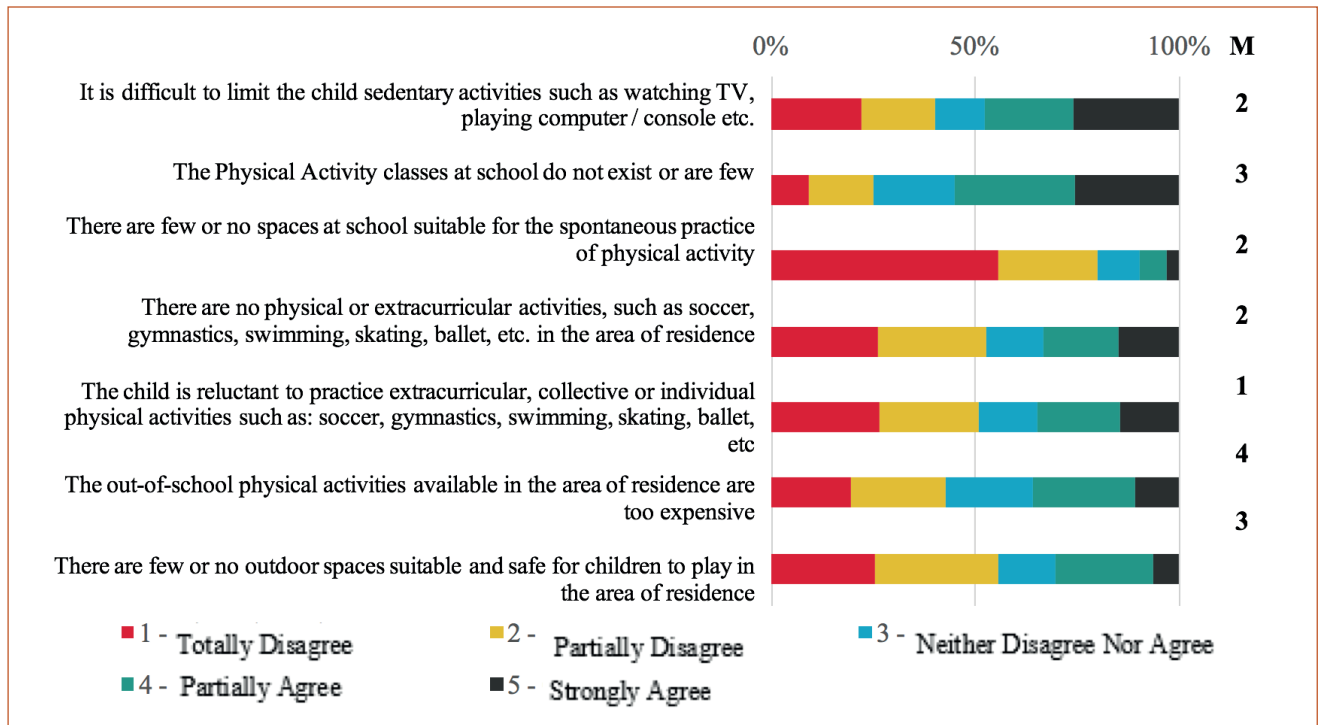 0% 50% 100% M
It is difficult to limit the child sedentary activities such as watching TV,
playing computer / console etc.
2
The Physical Activity classes at school do not exist or are few
3
There are few or no spaces at school suitable for the spontaneous practice
of physical activity
2
There are no physical or extracurricular activities, such as soccer,
gymnastics, swimming, skating, ballet, etc. in the area of residence
2
The child is reluctant to practice extracurricular, collective or individual
physical activities such as: soccer, gymnastics, swimming, skating, ballet,
etc
1
4
The out-of-school physical activities available in the area of residence are
too expensive
3
There are few or no outdoor spaces suitable and safe for children to play in
the area of residence
1 - Totally Disagree
2 - Partially Disagree
3 - Neither Disagree Nor Agree
4 - Partially Agree
5 - Strongly Agree